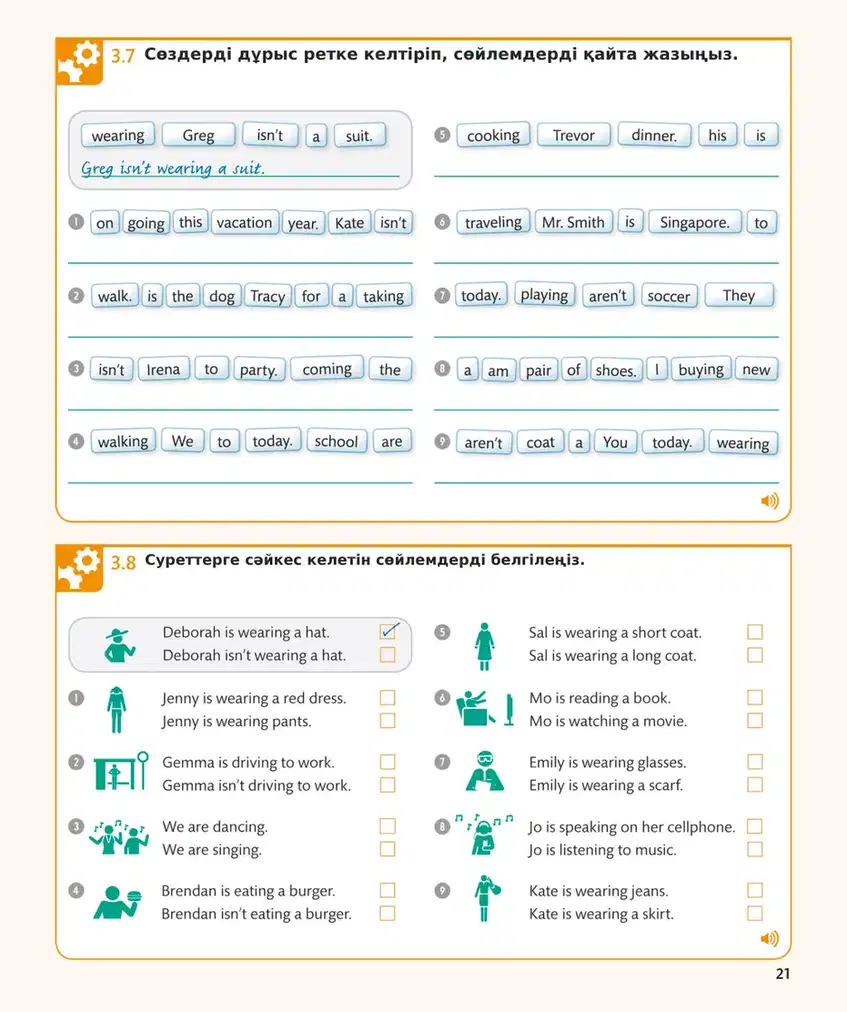 3.7 Сөздерді дұрыс ретке келтіріп, сөйлемдерді қайта жазыңыз.
wearing Greg isn't a suit.
Greg isn't wearing a suit.
1 on going this vacation year. Kate isn't
2 walk. is the dog Tracy for a taking
3 isn't Irena to party. coming the
4 walking We to today. school are
5 cooking Trevor dinner. his is
6 traveling Mr. Smith is Singapore. to
7 today. playing aren't soccer They
8 a am pair of shoes. I buying new
9 aren't coat a You today. wearing
3.8 Суреттерге сәйкес келетін сөйлемдерді белгілеңіз.
Deborah is wearing a hat.
Deborah isn't wearing a hat.
1 Jenny is wearing a red dress.
Jenny is wearing pants.
2 Gemma is driving to work.
Gemma isn't driving to work.
3 We are dancing.
We are singing.
4 Brendan is eating a burger.
Brendan isn't eating a burger.
5 Sal is wearing a short coat.
Sal is wearing a long coat.
6 Mo is reading a book.
Mo is watching a movie.
7 Emily is wearing glasses.
Emily is wearing a scarf.
8 Jo is speaking on her cellphone.
Jo is listening to music.
9 Kate is wearing jeans.
Kate is wearing a skirt.
21